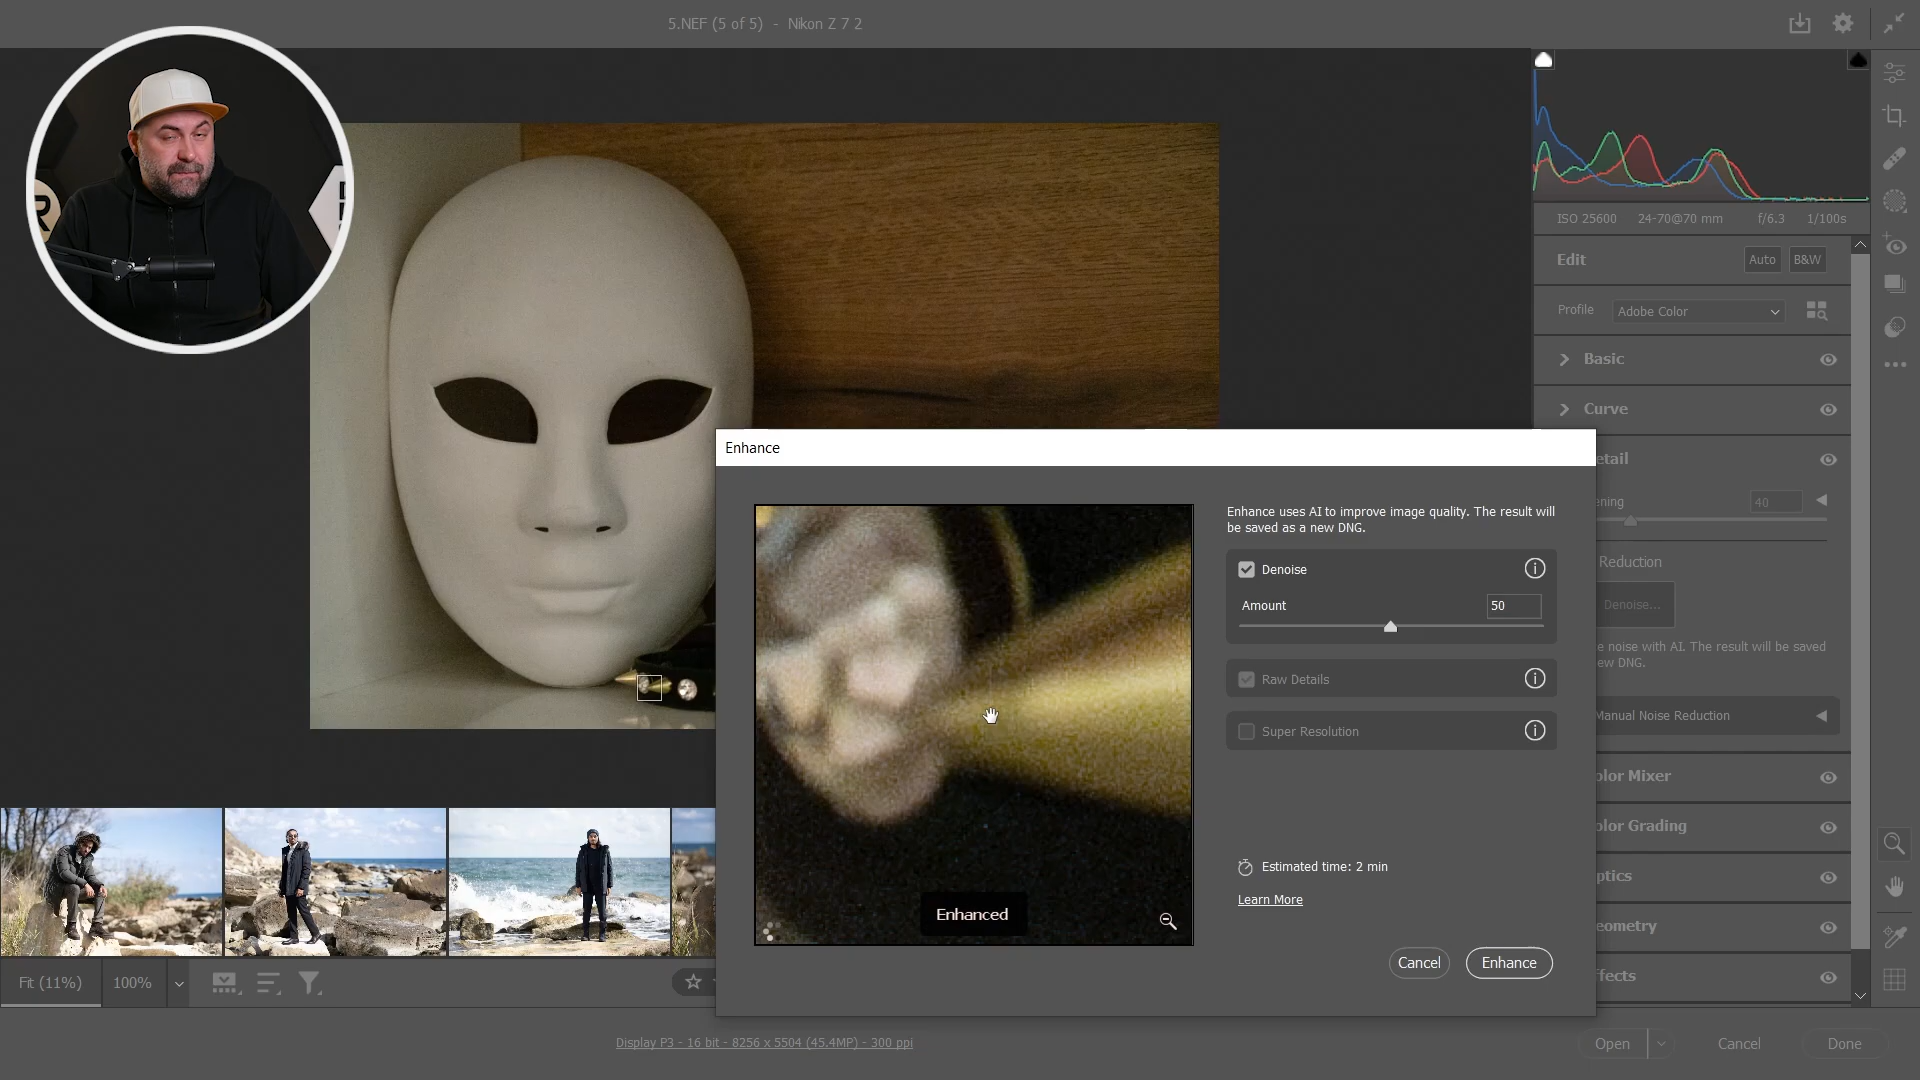 5.NEF (5 of 5) - Nikon Z 7 2
ISO 25600 24-70@70 mm f/6.3 1/100s
Edit Auto B&W
Profile Adobe Color
Basic
Curve
Enhance
etail
ening 40
Reduction
Denoise...
e noise with AI. The result will be saved
ew DNG.
Manual Noise Reduction
olor Mixer
olor Grading
ptics
eometry
ffects
Enhance uses AI to improve image quality. The result will
be saved as a new DNG.
Denoise
Amount 50
Raw Details
Super Resolution
Estimated time: 2 min
Learn More
Enhanced
Cancel Enhance
Fit (11%) 100%
Display P3 - 16 bit - 8256 x 5504 (45.4MP) - 300 ppi
Open Cancel Done
R